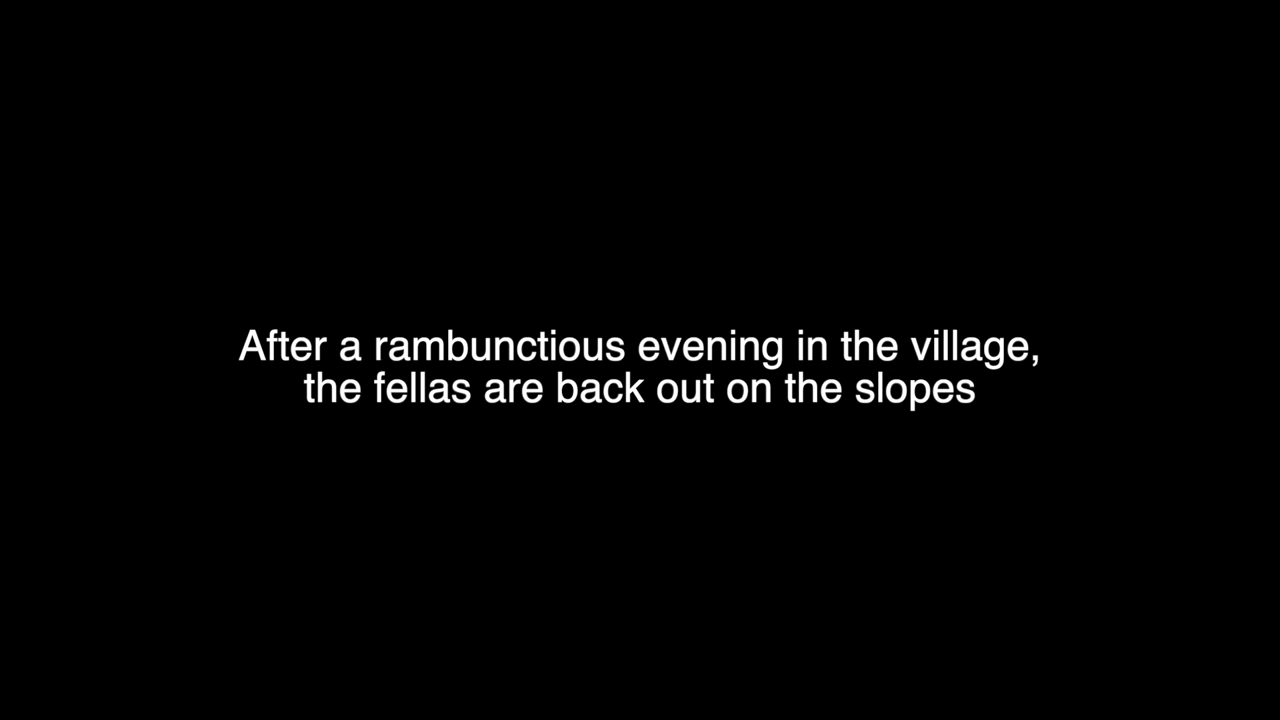 After a rambunctious evening in the village,
the fellas are back out on the slopes